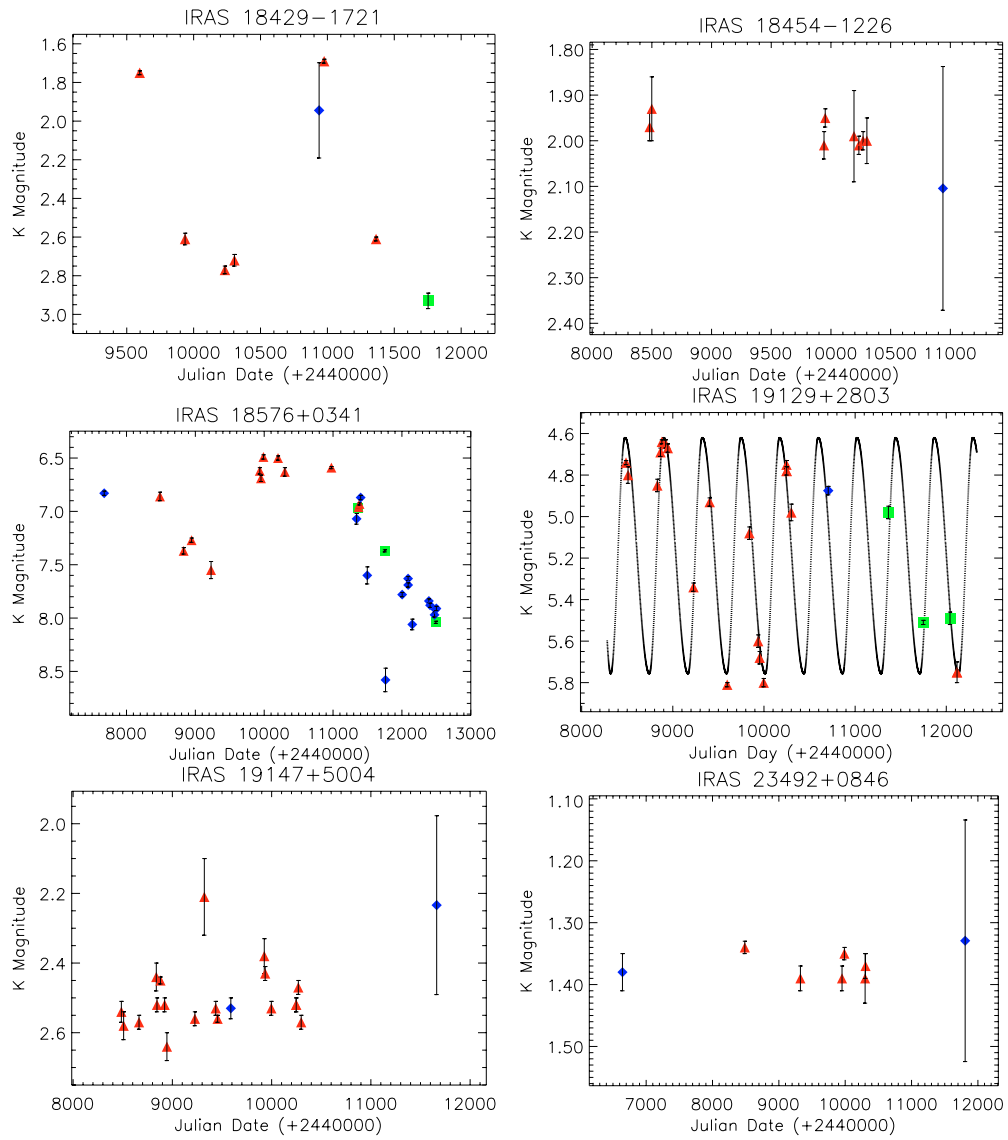 IRAS 18429−1721
1.6
1.8
2.0
2.2
2.4
2.6
2.8
3.0
K Magnitude
9500 10000 10500 11000 11500 12000
Julian Date (+2440000)
IRAS 18454−1226
1.80
1.90
2.00
2.10
2.20
2.30
2.40
K Magnitude
8000 8500 9000 9500 10000 10500 11000
Julian Date (+2440000)
IRAS 18576+0341
6.5
7.0
7.5
8.0
8.5
K Magnitude
8000 9000 10000 11000 12000 13000
Julian Date (+2440000)
IRAS 19129+2803
4.6
4.8
5.0
5.2
5.4
5.6
5.8
K Magnitude
8000 9000 10000 11000 12000
Julian Day (+2440000)
IRAS 19147+5004
2.0
2.2
2.4
2.6
K Magnitude
8000 9000 10000 11000 12000
Julian Date (+2440000)
IRAS 23492+0846
1.10
1.20
1.30
1.40
1.50
K Magnitude
7000 8000 9000 10000 11000 12000
Julian Date (+2440000)